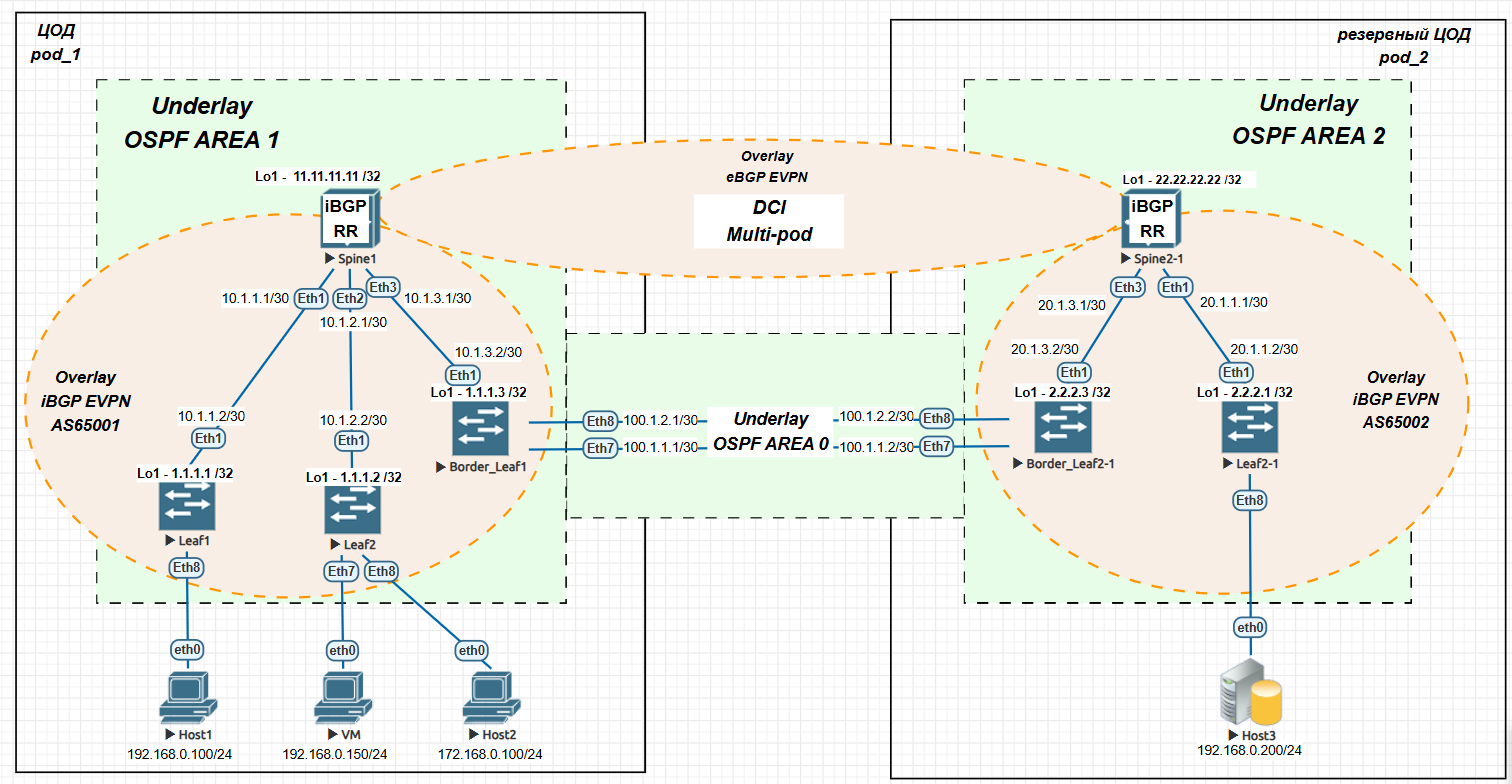 ЦОД
pod_1
резервный ЦОД
pod_2
Underlay
OSPF AREA 1
Underlay
OSPF AREA 2
Overlay
eBGP EVPN
DCI
Multi-pod
Lo1 - 11.11.11.11 /32
iBGP
RR
Spine1
Lo1 - 22.22.22.22 /32
iBGP
RR
Spine2-1
10.1.1.1/30
Eth1
Eth2
Eth3
10.1.3.1/30
10.1.2.1/30
Eth3
Eth1
20.1.3.1/30
20.1.1.1/30
10.1.3.2/30
Eth1
Lo1 - 1.1.1.3 /32
Border_Leaf1
20.1.3.2/30
Eth1
Lo1 - 2.2.2.3 /32
Border_Leaf2-1
20.1.1.2/30
Eth1
Lo1 - 2.2.2.1 /32
Leaf2-1
Eth8
Overlay
iBGP EVPN
AS65001
Overlay
iBGP EVPN
AS65002
Eth8
100.1.2.1/30
Eth7
100.1.1.1/30
Underlay
OSPF AREA 0
100.1.2.2/30
Eth8
100.1.1.2/30
Eth7
10.1.1.2/30
Eth1
Lo1 - 1.1.1.1 /32
Leaf1
Eth8
10.1.2.2/30
Eth1
Lo1 - 1.1.1.2 /32
Leaf2
Eth7
Eth8
eth0
Host1
192.168.0.100/24
eth0
VM
192.168.0.150/24
eth0
Host2
172.168.0.100/24
eth0
Host3
192.168.0.200/24